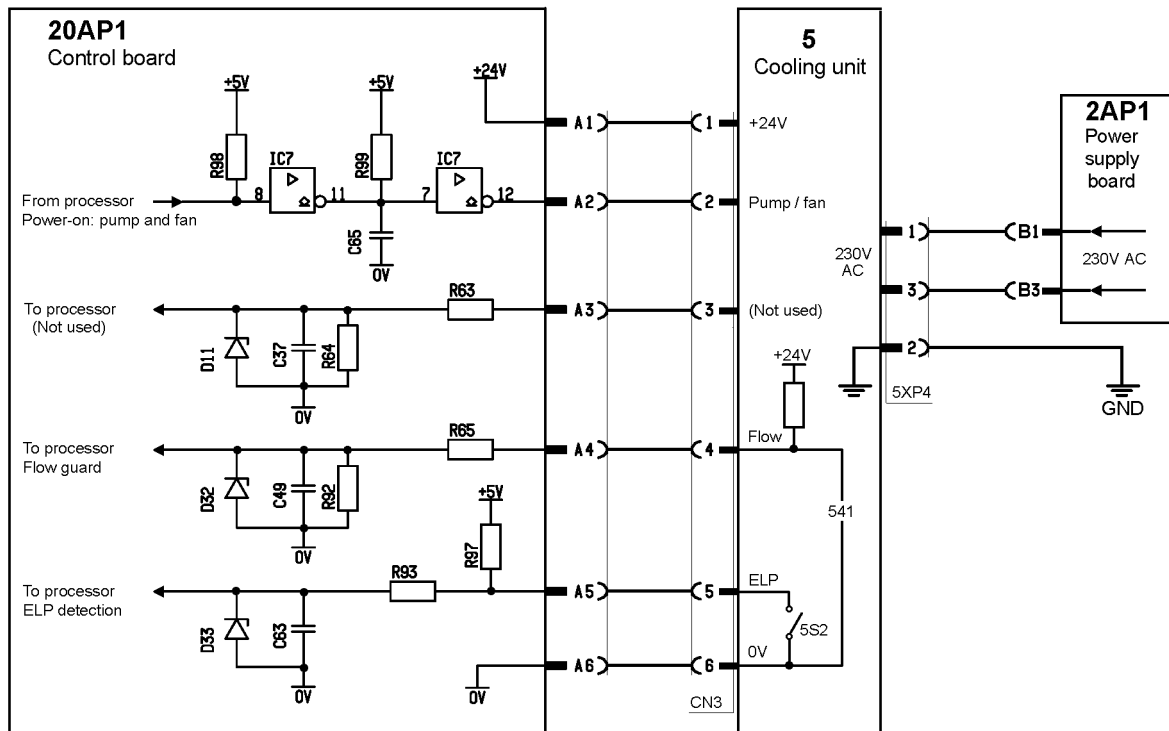 20AP1
Control board
5
Cooling unit
2AP1
Power
supply
board
+5V
+5V
+24V
R98
IC7
R99
IC7
A1
1
+24V
From processor
Power-on: pump and fan
8
11
7
12
A2
2
Pump / fan
C65
0V
230V
AC
1
B1
230V AC
3
B3
To processor
(Not used)
R63
A3
3
(Not used)
D11
C37
R64
0V
+24V
2
5XP4
GND
To processor
Flow guard
R65
A4
4
Flow
D32
C49
R92
0V
+5V
R97
541
To processor
ELP detection
R93
A5
5
ELP
D33
C63
5S2
0V
0V
A6
6
0V
CN3